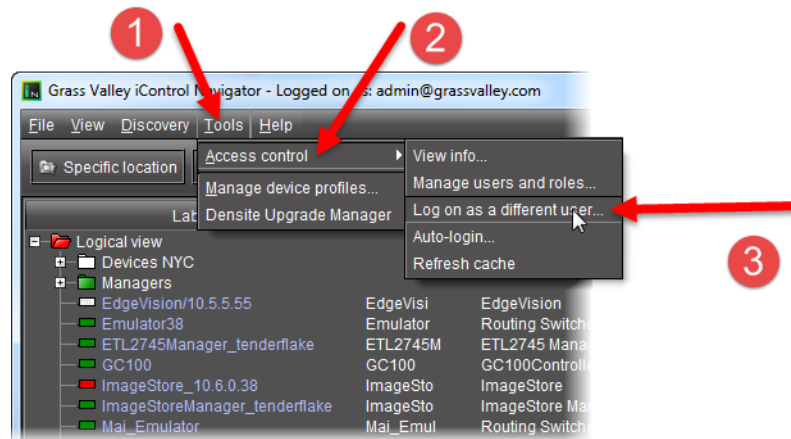 1
2
Grass Valley iControl Navigator - Logged on as: admin@grassvalley.com
File View Discovery Tools Help
Specific location
Access control
View info...
Manage device profiles...
Manage users and roles...
Densite Upgrade Manager
Log on as a different user...
3
Auto-login...
Refresh cache
Lab
Logical view
Devices NYC
Managers
EdgeVision/10.5.5.55 EdgeVisi EdgeVision
Emulator38 Emulator Routing Switche
ETL2745Manager_tenderflake ETL2745M ETL2745 Mana
GC100 GC100 GC100Controlle
ImageStore_10.6.0.38 ImageSto ImageStore
ImageStoreManager_tenderflake ImageSto ImageStore Ma
Mai_Emulator Mai_Emul Routing Switch